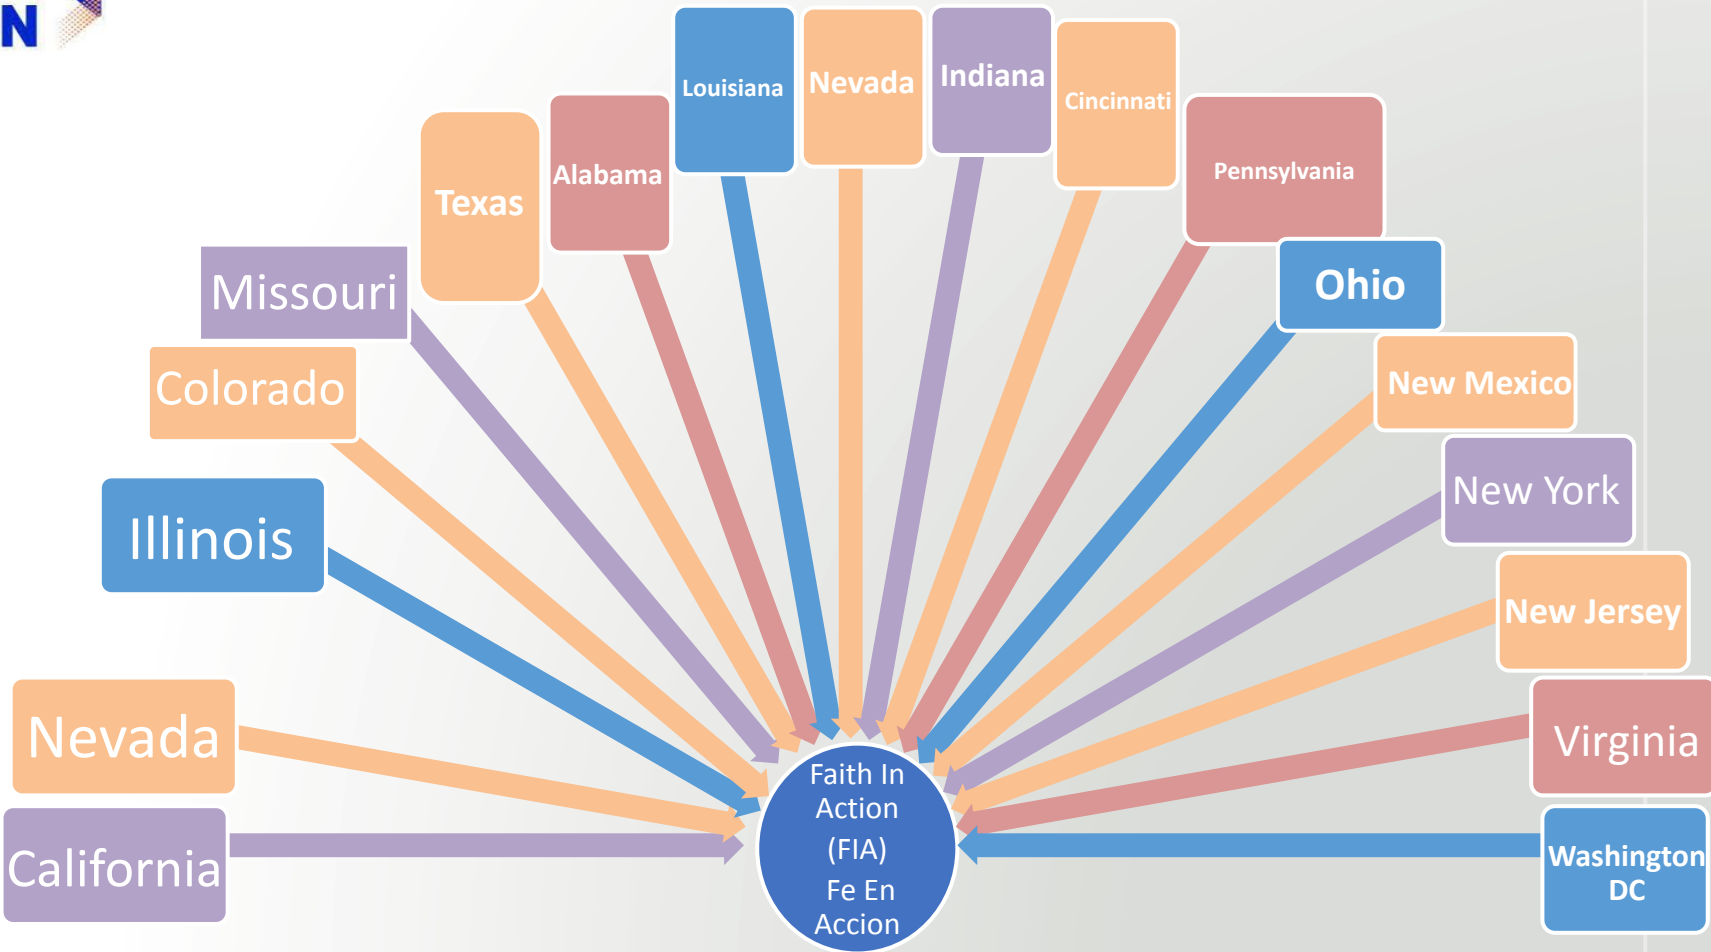 N
Louisiana
Nevada
Indiana
Cincinnati
Texas
Alabama
Pennsylvania
Missouri
Ohio
Colorado
New Mexico
Illinois
New York
New Jersey
Nevada
Virginia
California
Washington
DC
Faith In
Action
(FIA)
Fe En
Accion